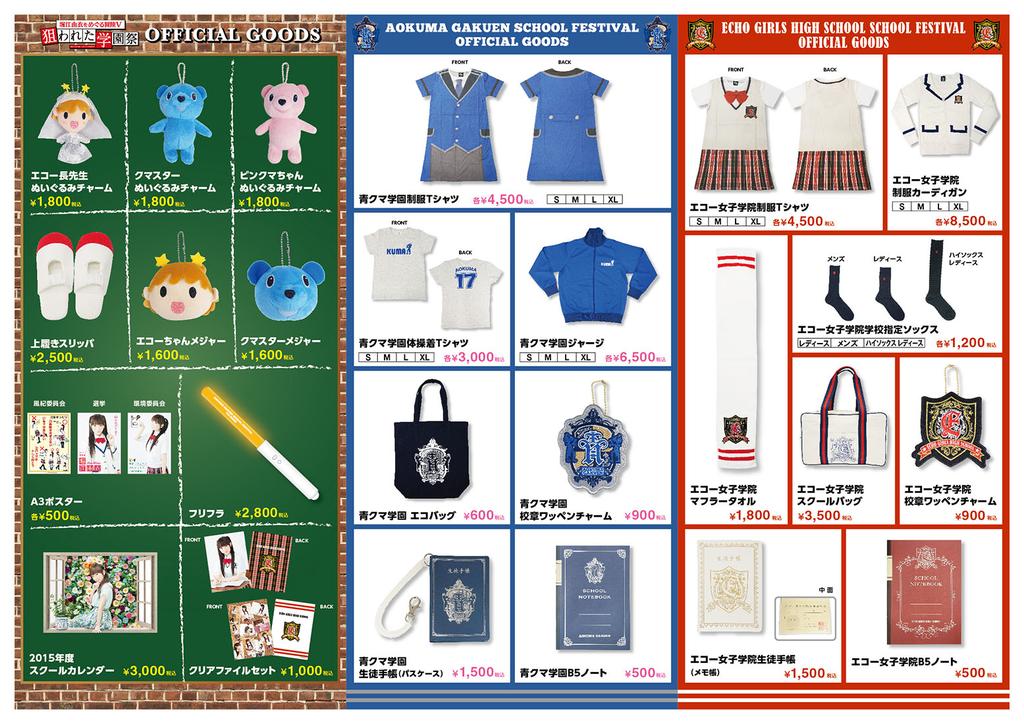 堀江由衣をめぐる冒険Ⅴ
狙われた学園祭 OFFICIAL GOODS
エコー長先生
ぬいぐるみチャーム
¥1,800税込
クマスター
ぬいぐるみチャーム
¥1,800税込
ピンクマちゃん
ぬいぐるみチャーム
¥1,800税込
上履きスリッパ
¥2,500税込
エコーちゃんメジャー
¥1,600税込
クマスターメジャー
¥1,600税込
風紀委員会
選挙
環境委員会
A3ポスター
各¥500税込
フリフラ ¥2,800税込
2015年度
スクールカレンダー ¥3,000税込
FRONT
BACK
FRONT
BACK
クリアファイルセット ¥1,000税込
AOKUMA GAKUEN SCHOOL FESTIVAL
OFFICIAL GOODS
FRONT
BACK
青クマ学園制服Tシャツ 各¥4,500税込 S M L XL
FRONT
KUMA
BACK
AOKUMA
17
青クマ学園体操着Tシャツ
S M L XL 各¥3,000税込
青クマ学園ジャージ
S M L XL 各¥6,500税込
青クマ学園 エコバッグ ¥600税込
青クマ学園
校章ワッペンチャーム ¥900税込
生徒手帳
青クマ学園
生徒手帳(パスケース) ¥1,500税込
SCHOOL
NOTEBOOK
AOKUMA GAKUEN
青クマ学園B5ノート ¥500税込
ECHO GIRLS HIGH SCHOOL SCHOOL FESTIVAL
OFFICIAL GOODS
FRONT
BACK
エコー女子学院制服Tシャツ
S M L XL 各¥4,500税込
エコー女子学院
制服カーディガン
S M L XL
各¥8,500税込
エコー女子学院
マフラータオル
¥1,800税込
メンズ
レディース
ハイソックス
レディース
エコー女子学院学校指定ソックス
レディース メンズ ハイソックス レディース 各¥1,200税込
エコー女子学院
スクールバッグ
¥3,500税込
ECHO GIRLS HIGH SCHOOL
エコー女子学院
校章ワッペンチャーム
¥900税込
生徒手帳
中面
エコー女子学院生徒手帳
(メモ帳) ¥1,500税込
SCHOOL
NOTEBOOK
エコー女子学院B5ノート
¥500税込